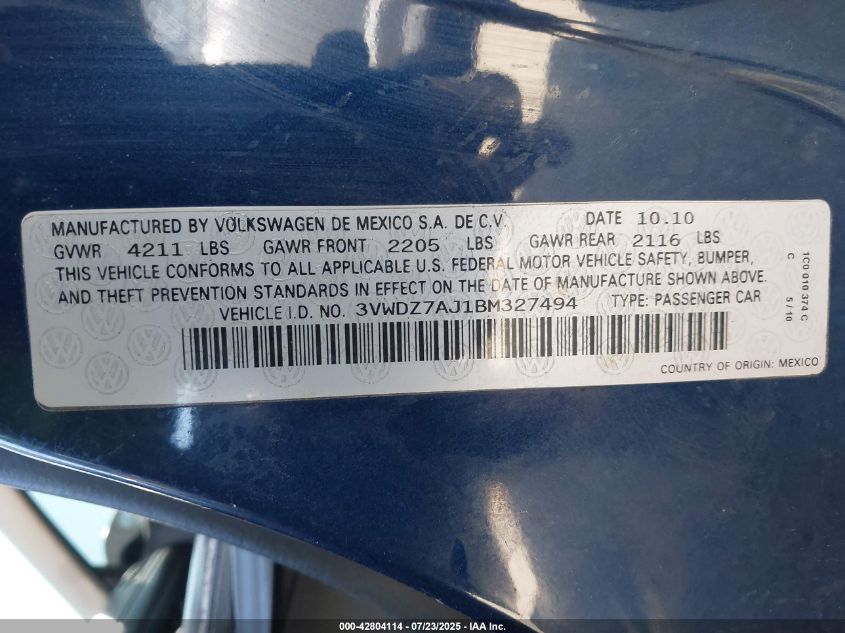 MANUFACTURED BY VOLKSWAGEN DE MEXICO S.A. DE C.V. DATE 10.10
GVWR 4211 LBS GAWR FRONT 2205 LBS GAWR REAR 2116 LBS
THIS VEHICLE CONFORMS TO ALL APPLICABLE U.S. FEDERAL MOTOR VEHICLE SAFETY, BUMPER,
AND THEFT PREVENTION STANDARDS IN EFFECT ON THE DATE OF MANUFACTURE SHOWN ABOVE.
VEHICLE I.D. NO. 3VWDZ7AJ1BM327494 TYPE: PASSENGER CAR
COUNTRY OF ORIGIN: MEXICO
1C0 010 374 C
C 5/10
000-42804114 - 07/23/2025 - IAA Inc.